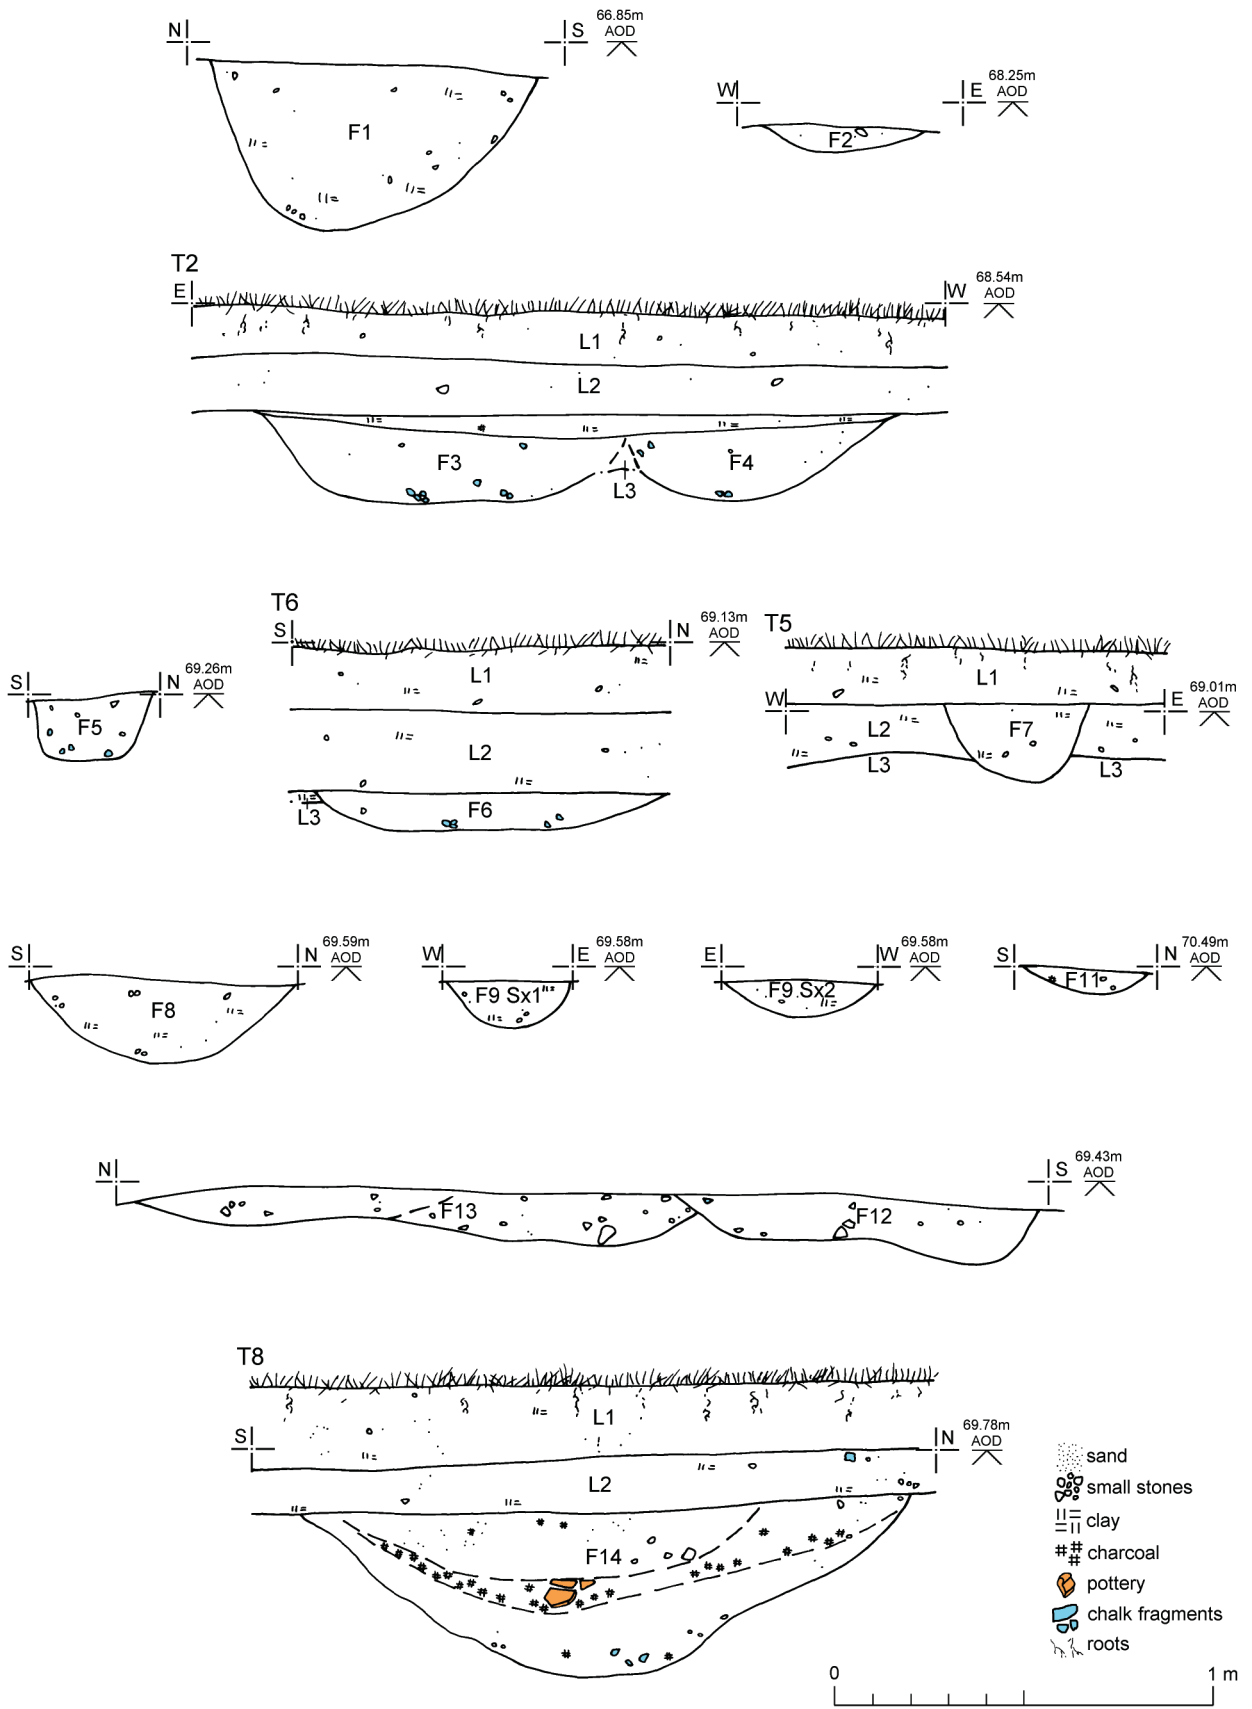 N
S
66.85m
AOD
F1
W
E
68.25m
AOD
F2
T2
E
W
68.54m
AOD
L1
L2
F3
F4
L3
T6
S
N
69.13m
AOD
L1
L2
F6
L3
T5
W
E
69.01m
AOD
L1
L2
F7
L3
L3
S
N
69.26m
AOD
F5
S
N
69.59m
AOD
F8
W
E
69.58m
AOD
F9 Sx1
E
W
69.58m
AOD
F9 Sx2
S
N
70.49m
AOD
F11
N
S
69.43m
AOD
F13
F12
T8
L1
S
N
69.78m
AOD
L2
F14
sand
small stones
clay
charcoal
pottery
chalk fragments
roots
0
1 m